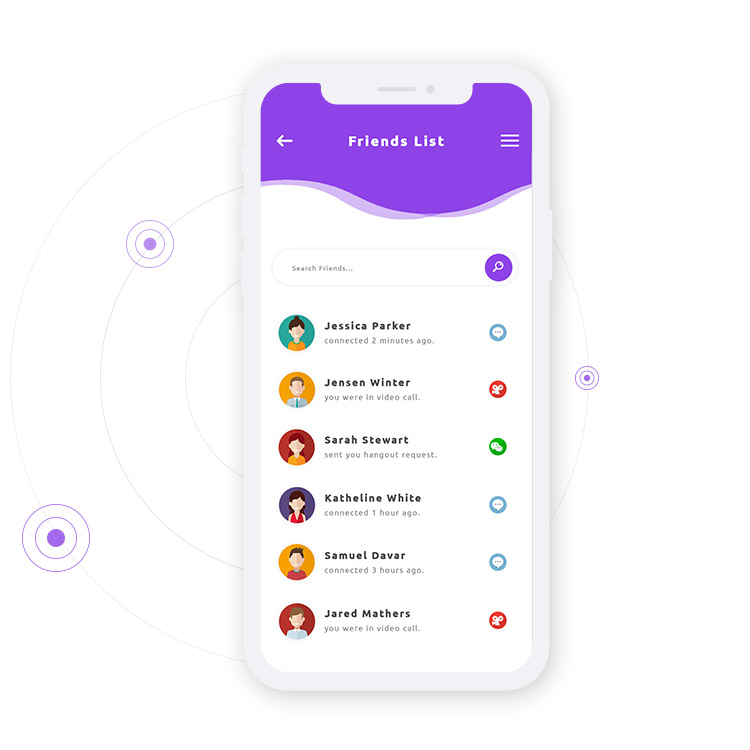 Friends List
Search Friends...
Jessica Parker
connected 2 minutes ago.
Jensen Winter
you were in video call.
Sarah Stewart
sent you hangout request.
Katheline White
connected 1 hour ago.
Samuel Davar
connected 3 hours ago.
Jared Mathers
you were in video call.